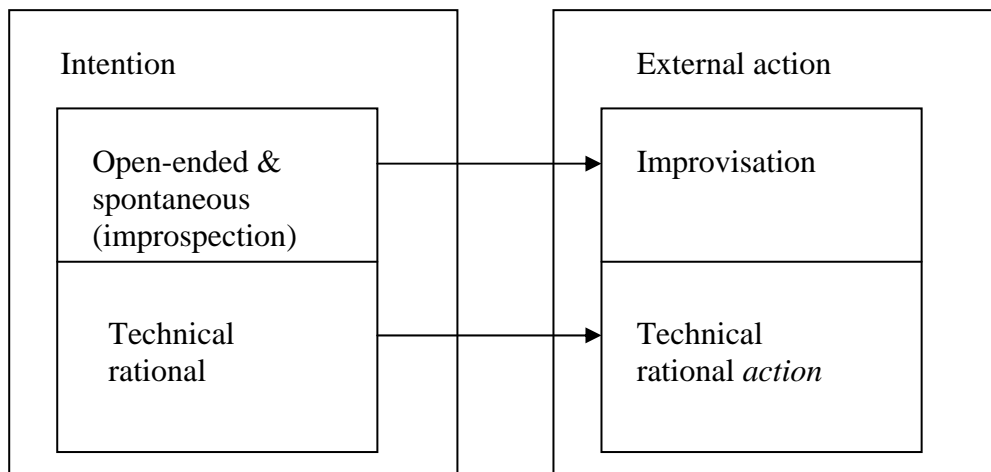 Intention
Open-ended &
spontaneous
(improspection)
Technical
rational
External action
Improvisation
Technical
rational action